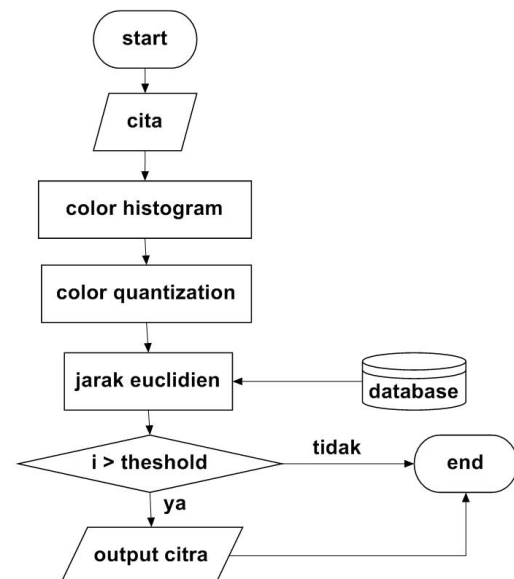 start
cita
color histogram
color quantization
jarak euclidien
database
i > theshold
tidak
end
ya
output citra